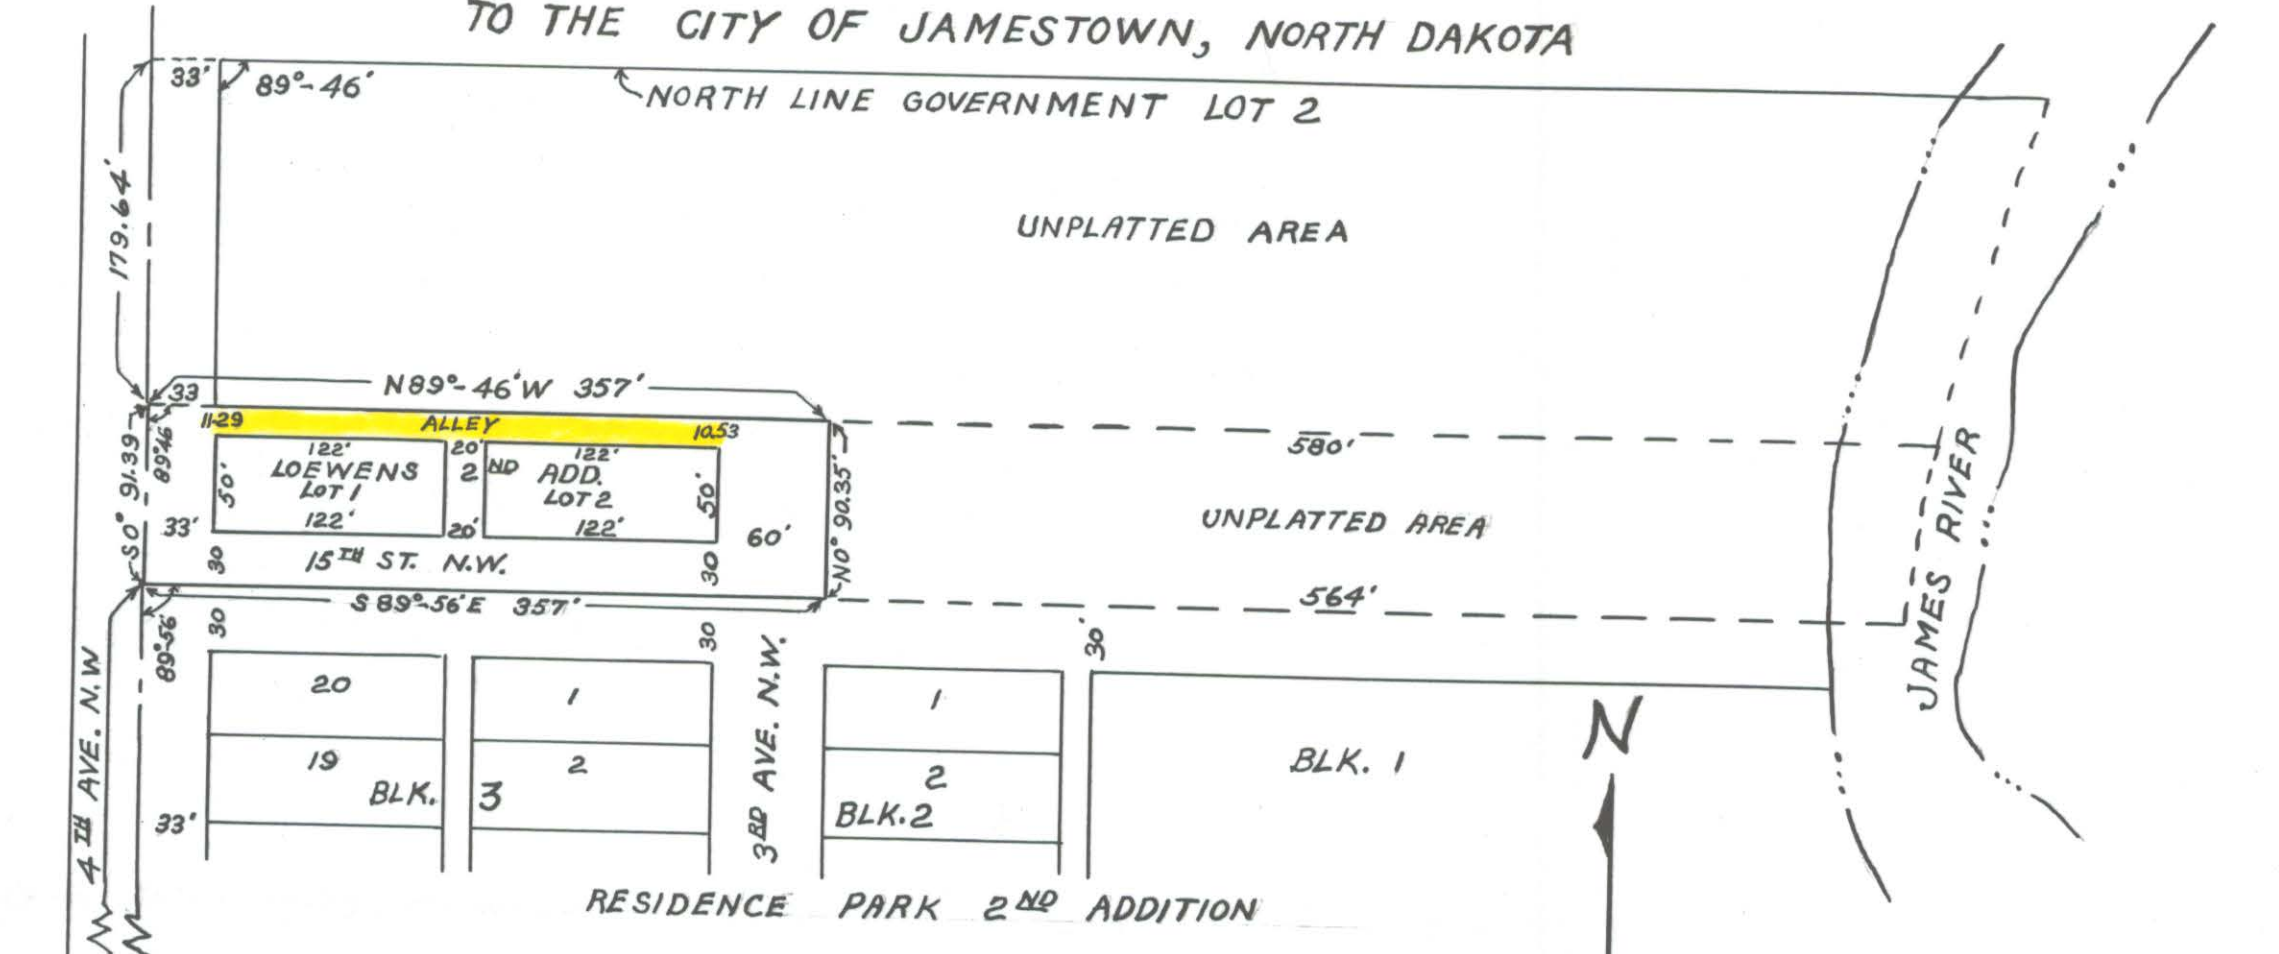 TO THE CITY OF JAMESTOWN, NORTH DAKOTA
33'
89°-46'
NORTH LINE GOVERNMENT LOT 2
179.64'
UNPLATTED AREA
33
N89°-46'W 357'
11.29
ALLEY
10.53
S0° 91.39
89°46'
122'
20'
122'
580'
50'
LOEWENS 2ND ADD.
LOT 1
LOT 2
50'
N0° 90.35'
33'
122'
20'
122'
60'
UNPLATTED AREA
JAMES RIVER
30
15TH ST. N.W.
30
S89°-56'E 357'
564'
89°-56'
30
30
30'
4TH AVE. N.W
20
1
3RD AVE. N.W.
1
N
19
2
2
BLK. 1
BLK. 3
BLK. 2
33'
RESIDENCE PARK 2ND ADDITION